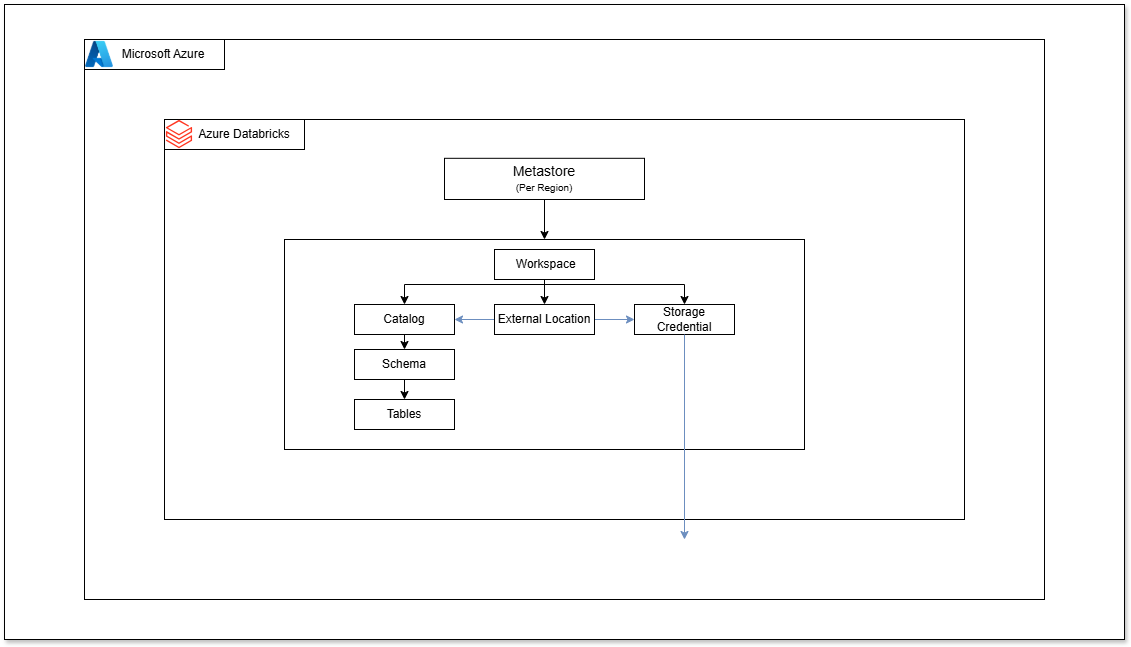 Microsoft Azure
Azure Databricks
Metastore
(Per Region)
Workspace
Catalog
External Location
Storage
Credential
Schema
Tables